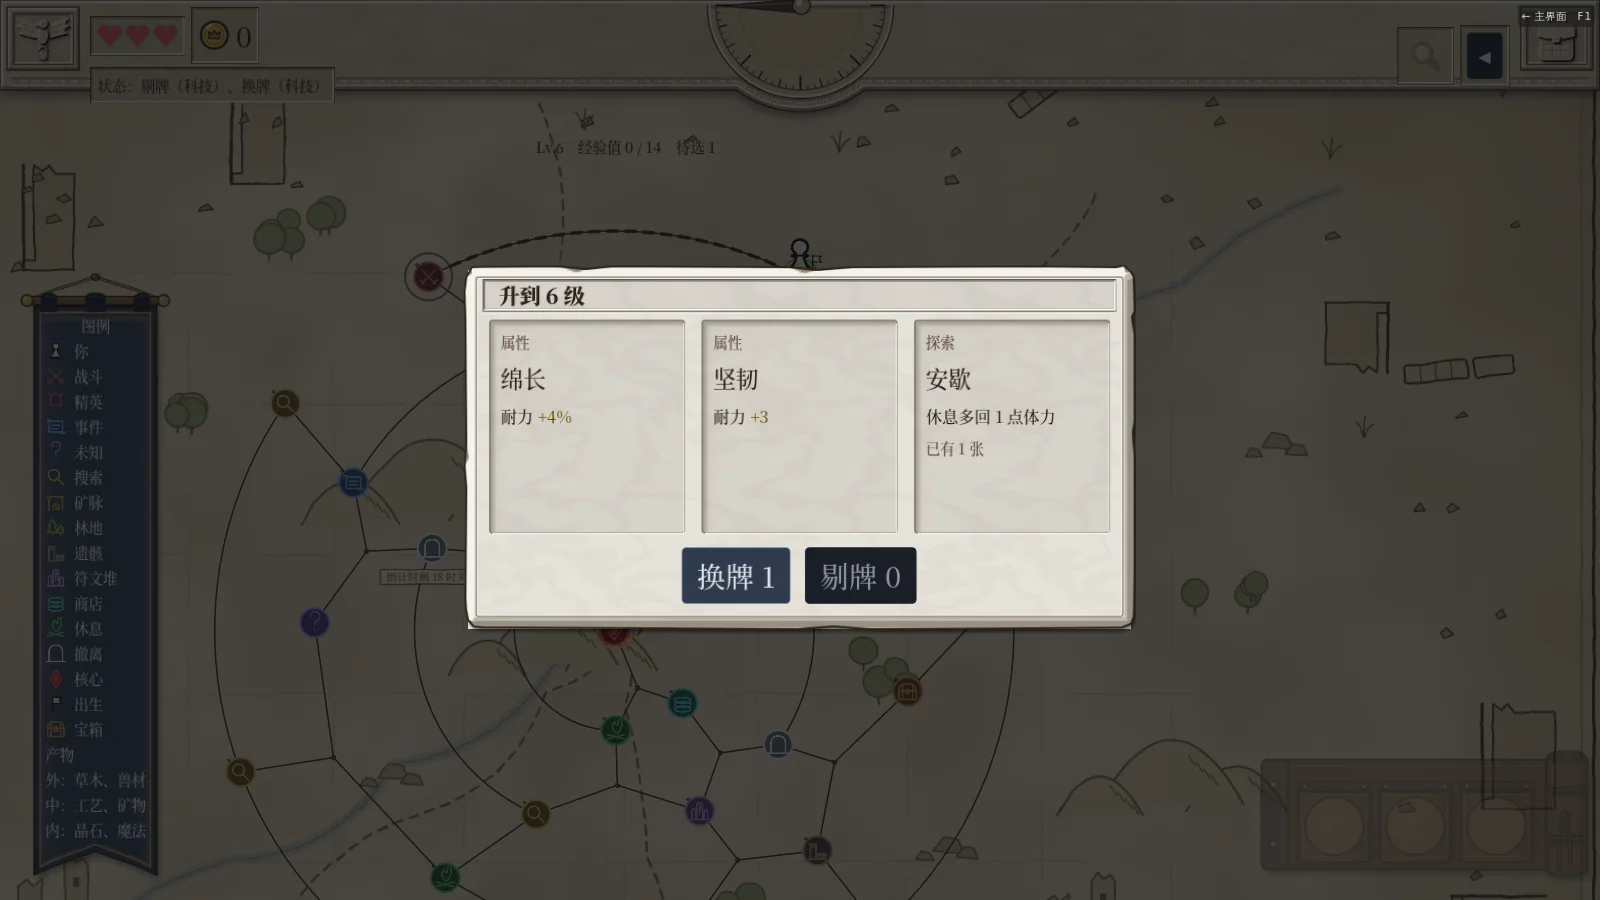 ← 主界面 F1
0
状态：剔牌（科技）、换牌（科技）
Lv.6 经验值 0 / 14 待选 1
升到 6 级
属性
绵长
耐力 +4%
属性
坚韧
耐力 +3
探索
安歇
休息多回 1 点体力
已有 1 张
换牌 1
剔牌 0
图例
你
战斗
精英
事件
未知
搜索
矿脉
林地
遗骸
符文堆
商店
休息
撤离
核心
出生
宝箱
产物
外：草木、兽材
中：工艺、矿物
内：晶石、魔法